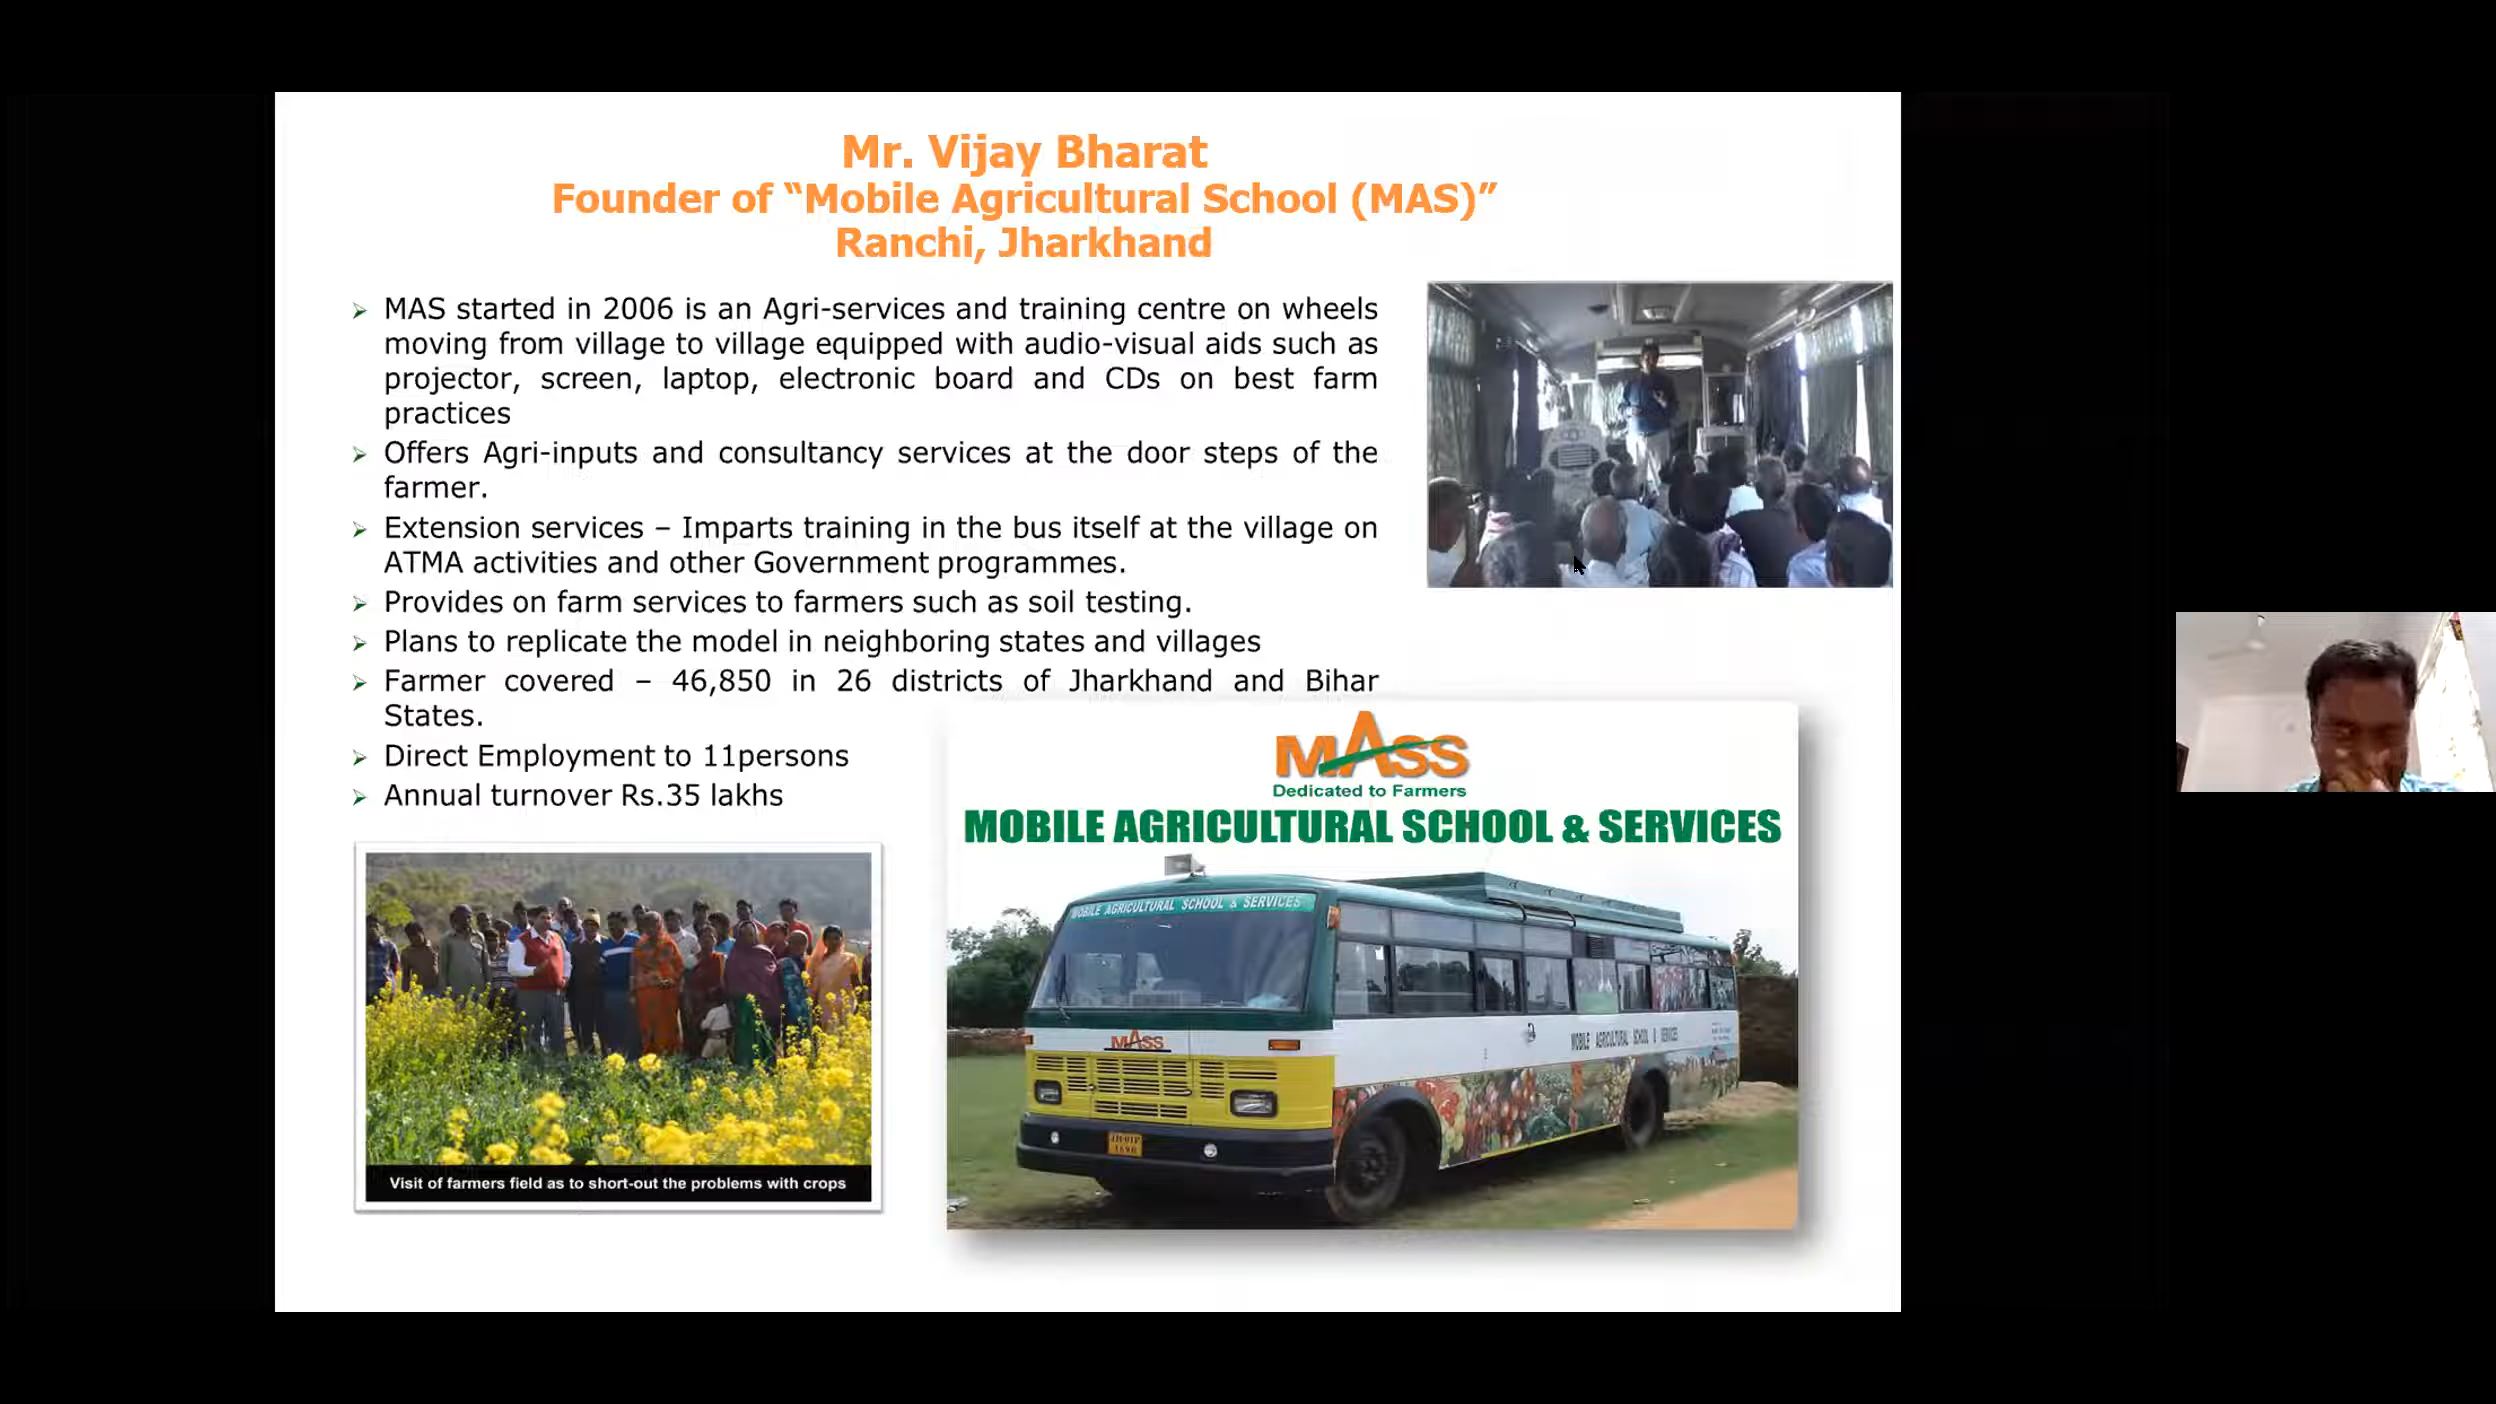 Mr. Vijay Bharat
Founder of “Mobile Agricultural School (MAS)”
Ranchi, Jharkhand
MAS started in 2006 is an Agri-services and training centre on wheels
moving from village to village equipped with audio-visual aids such as
projector, screen, laptop, electronic board and CDs on best farm
practices
Offers Agri-inputs and consultancy services at the door steps of the
farmer.
Extension services – Imparts training in the bus itself at the village on
ATMA activities and other Government programmes.
Provides on farm services to farmers such as soil testing.
Plans to replicate the model in neighboring states and villages
Farmer covered – 46,850 in 26 districts of Jharkhand and Bihar
States.
Direct Employment to 11persons
Annual turnover Rs.35 lakhs
Visit of farmers field as to short-out the problems with crops
MASS
Dedicated to Farmers
MOBILE AGRICULTURAL SCHOOL & SERVICES
MOBILE AGRICULTURAL SCHOOL & SERVICES
MASS
MOBILE AGRICULTURAL SCHOOL & SERVICES